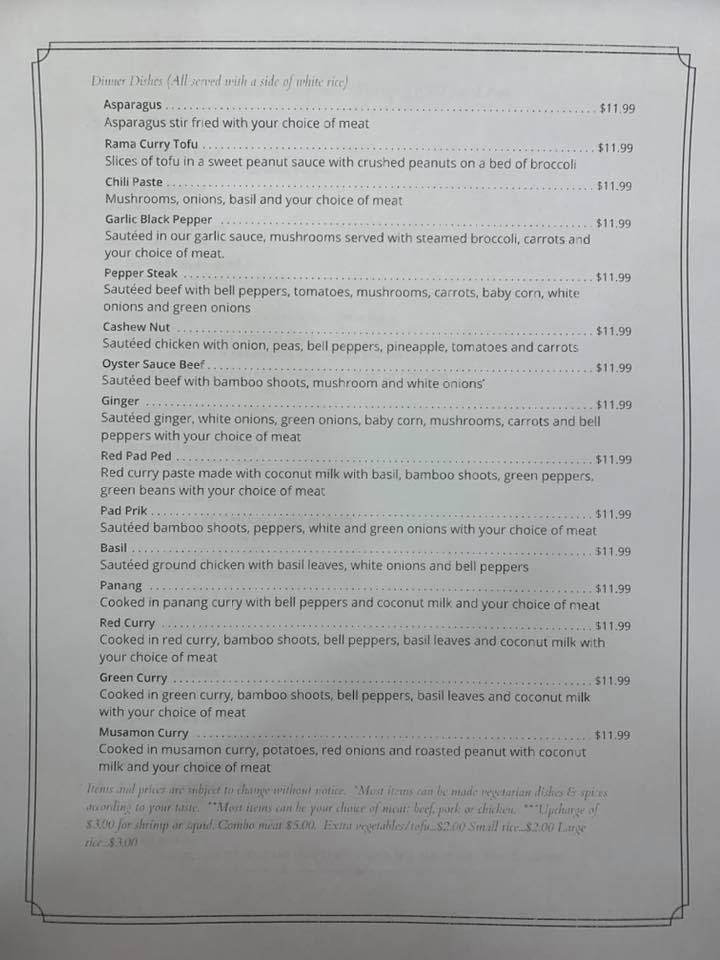 Dinner Dishes (All served with a side of white rice)
Asparagus ........ $11.99
Asparagus stir fried with your choice of meat
Rama Curry Tofu ........ $11.99
Slices of tofu in a sweet peanut sauce with crushed peanuts on a bed of broccoli
Chili Paste ........ $11.99
Mushrooms, onions, basil and your choice of meat
Garlic Black Pepper ........ $11.99
Sautéed in our garlic sauce, mushrooms served with steamed broccoli, carrots and
your choice of meat.
Pepper Steak ........ $11.99
Sautéed beef with bell peppers, tomatoes, mushrooms, carrots, baby corn, white
onions and green onions
Cashew Nut ........ $11.99
Sautéed chicken with onion, peas, bell peppers, pineapple, tomatoes and carrots
Oyster Sauce Beef ........ $11.99
Sautéed beef with bamboo shoots, mushroom and white onions*
Ginger ........ $11.99
Sautéed ginger, white onions, green onions, baby corn, mushrooms, carrots and bell
peppers with your choice of meat
Red Pad Ped ........ $11.99
Red curry paste made with coconut milk with basil, bamboo shoots, green peppers,
green beans with your choice of meat
Pad Prik ........ $11.99
Sautéed bamboo shoots, peppers, white and green onions with your choice of meat
Basil ........ $11.99
Sautéed ground chicken with basil leaves, white onions and bell peppers
Panang ........ $11.99
Cooked in panang curry with bell peppers and coconut milk and your choice of meat
Red Curry ........ $11.99
Cooked in red curry, bamboo shoots, bell peppers, basil leaves and coconut milk with
your choice of meat
Green Curry ........ $11.99
Cooked in green curry, bamboo shoots, bell peppers, basil leaves and coconut milk
with your choice of meat
Musamon Curry ........ $11.99
Cooked in musamon curry, potatoes, red onions and roasted peanut with coconut
milk and your choice of meat
Items and prices are subject to change without notice. *Most items can be made vegetarian dishes & spices
according to your taste. **Most items can be your choice of meat: beef, pork or chicken. ***Upcharge of
$3.00 for shrimp or squid. Combo meat $5.00. Extra vegetables/tofu...$2.00 Small rice...$2.00 Large
rice...$3.00